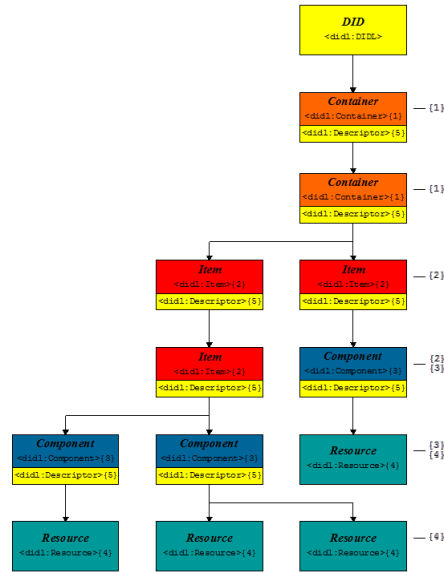 DID
<didl:DIDL>
Container
<didl:Container>{1}
<didl:Descriptor>{5}
{1}
Container
<didl:Container>{1}
<didl:Descriptor>{5}
{1}
Item
<didl:Item>{2}
<didl:Descriptor>{5}
Item
<didl:Item>{2}
<didl:Descriptor>{5}
{2}
Item
<didl:Item>{2}
<didl:Descriptor>{5}
Component
<didl:Component>{3}
<didl:Descriptor>{5}
{2}
{3}
Component
<didl:Component>{3}
<didl:Descriptor>{5}
Component
<didl:Component>{3}
<didl:Descriptor>{5}
Resource
<didl:Resource>{4}
{3}
{4}
Resource
<didl:Resource>{4}
Resource
<didl:Resource>{4}
Resource
<didl:Resource>{4}
{4}